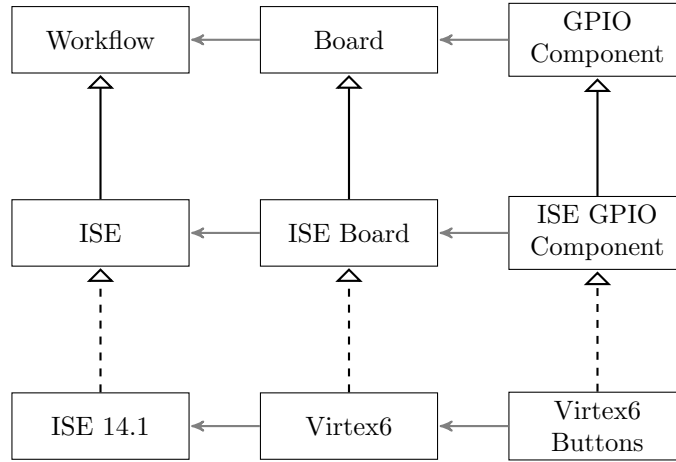 Workflow
Board
GPIO
Component
ISE
ISE Board
ISE GPIO
Component
ISE 14.1
Virtex6
Virtex6
Buttons